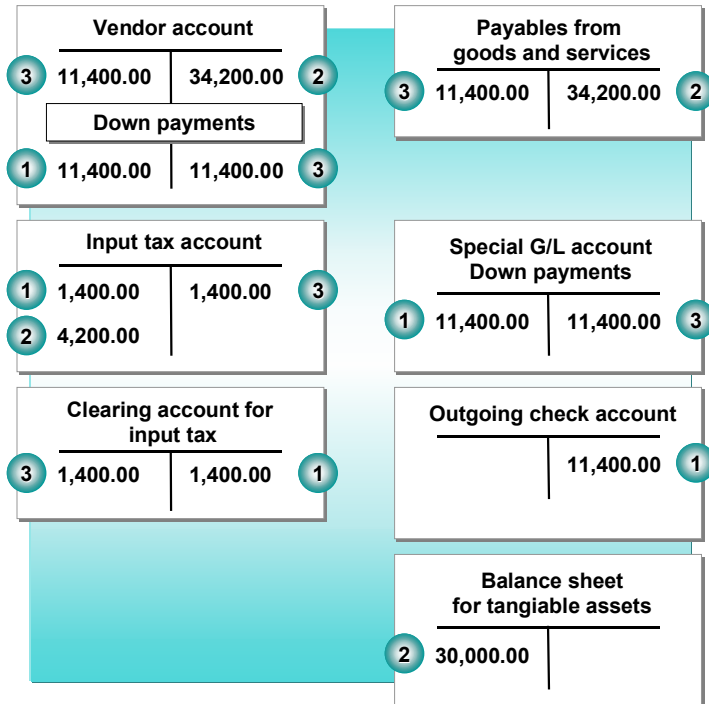 Vendor account
3 11,400.00 34,200.00 2
Down payments
1 11,400.00 11,400.00 3
Payables from
goods and services
3 11,400.00 34,200.00 2
Input tax account
1 1,400.00 1,400.00 3
2 4,200.00
Special G/L account
Down payments
1 11,400.00 11,400.00 3
Clearing account for
input tax
3 1,400.00 1,400.00 1
Outgoing check account
11,400.00 1
Balance sheet
for tangiable assets
2 30,000.00